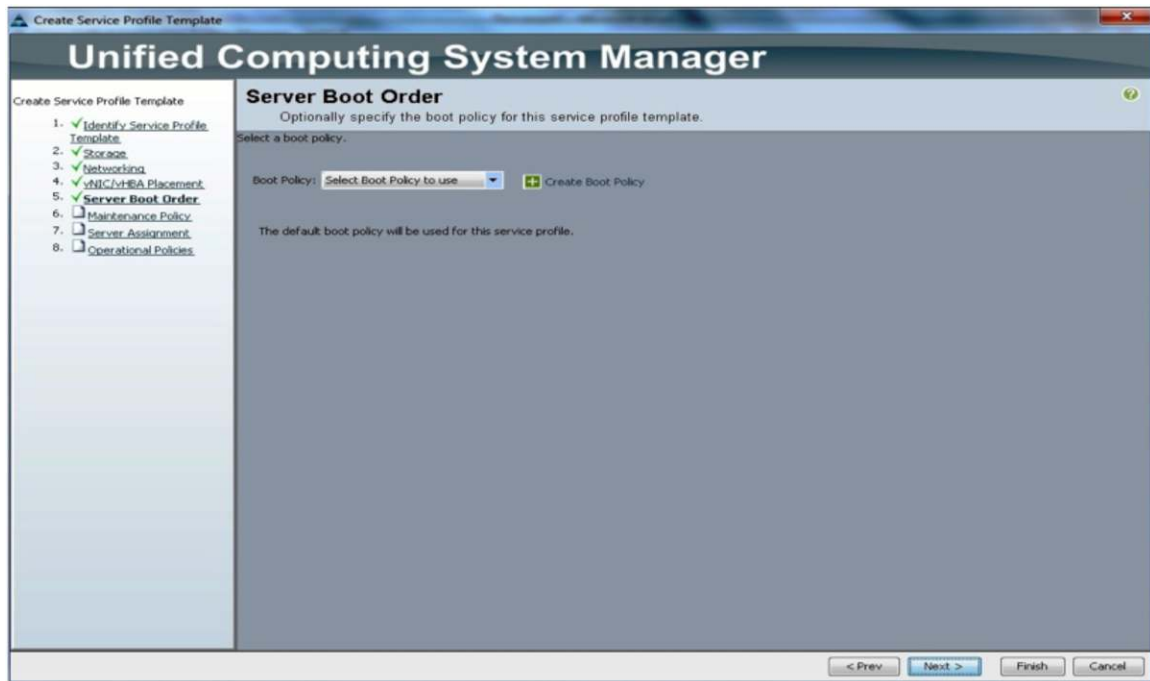 Create Service Profile Template
Unified Computing System Manager
Create Service Profile Template
1. Identify Service Profile
Template
2. Storage
3. Networking
4. vNIC/vHBA Placement
5. Server Boot Order
6. Maintenance Policy
7. Server Assignment
8. Operational Policies
Server Boot Order
Optionally specify the boot policy for this service profile template.
Select a boot policy.
Boot Policy: Select Boot Policy to use Create Boot Policy
The default boot policy will be used for this service profile.
< Prev Next > Finish Cancel